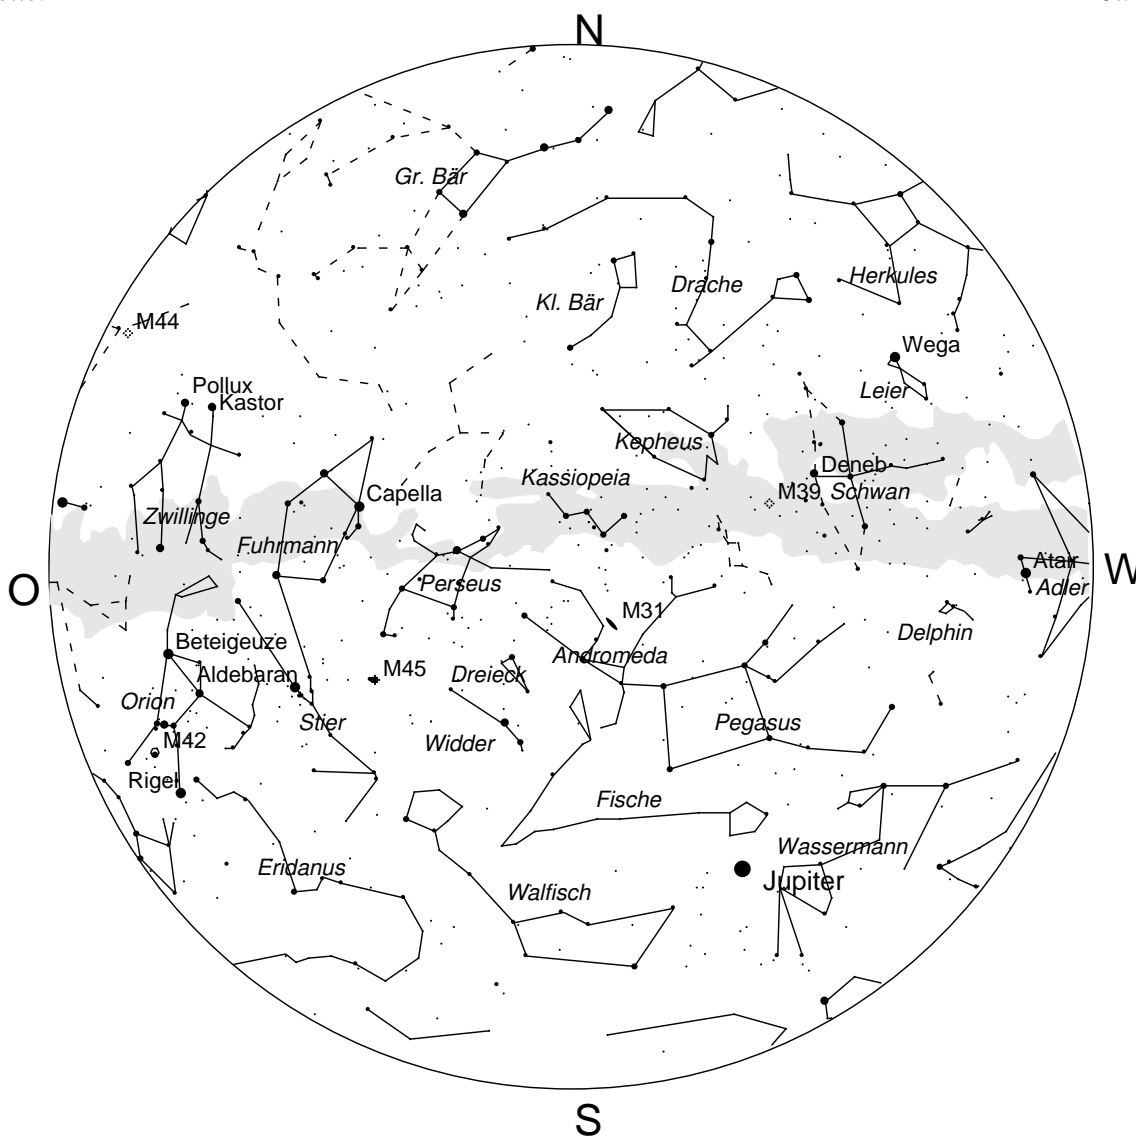 N
Gr. Bär
Kl. Bär
Drache
Herkules
M44
Wega
Pollux
Kastor
Leier
Kepheus
Kassiopeia
Deneb
Capella
M39
Schwan
Zwillinge
Fuhrmann
Perseus
Atair
W
O
Adler
M31
Delphin
Beteigeuze
Andromeda
Aldebaran
M45
Dreieck
Orion
Stier
Pegasus
M42
Widder
Rigel
Fische
Wassermann
Eridanus
Jupiter
Walfisch
S